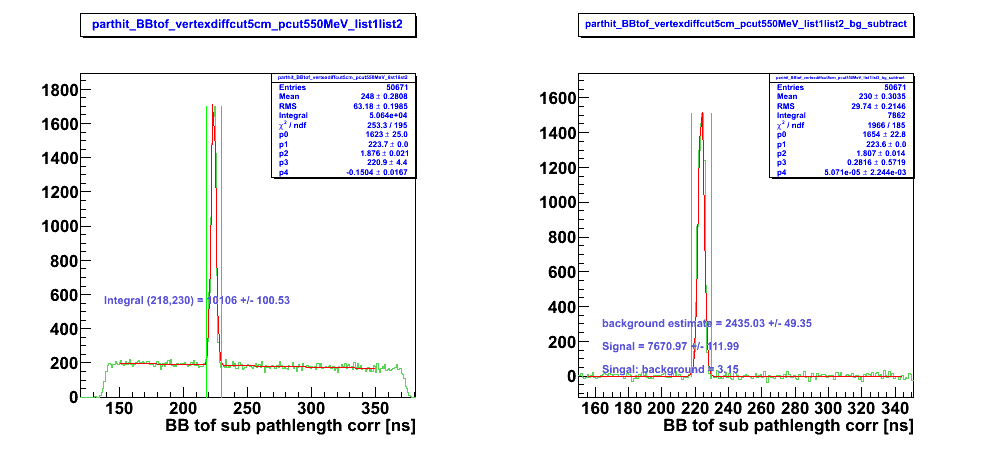 parthit_BBtof_vertexdiffcut5cm_pcut550MeV_list1list2
parthit_BBtof_vertexdiffcut5cm_pcut550MeV_list1list2
Entries 50671
Mean 248 ± 0.2808
RMS 63.18 ± 0.1985
Integral 5.064e+04
χ² / ndf 253.3 / 195
p0 1623 ± 25.0
p1 223.7 ± 0.0
p2 1.876 ± 0.021
p3 220.9 ± 4.4
p4 -0.1504 ± 0.0167
1800
1600
1400
1200
1000
800
600
400
200
0
Integral (218,230) = 10106 +/- 100.53
150 200 250 300 350
BB tof sub pathlength corr [ns]
parthit_BBtof_vertexdiffcut5cm_pcut550MeV_list1list2_bg_subtract
parthit_BBtof_vertexdiffcut5cm_pcut550MeV_list1list2_bg_subtract
Entries 50671
Mean 230 ± 0.3035
RMS 29.74 ± 0.2146
Integral 7862
χ² / ndf 1966 / 185
p0 1654 ± 22.8
p1 223.6 ± 0.0
p2 1.807 ± 0.014
p3 0.2816 ± 0.5719
p4 5.071e-05 ± 2.244e-03
1600
1400
1200
1000
800
600
400
200
0
background estimate = 2435.03 +/- 49.35
Signal = 7670.97 +/- 111.99
Singal: background = 3.15
160 180 200 220 240 260 280 300 320 340
BB tof sub pathlength corr [ns]